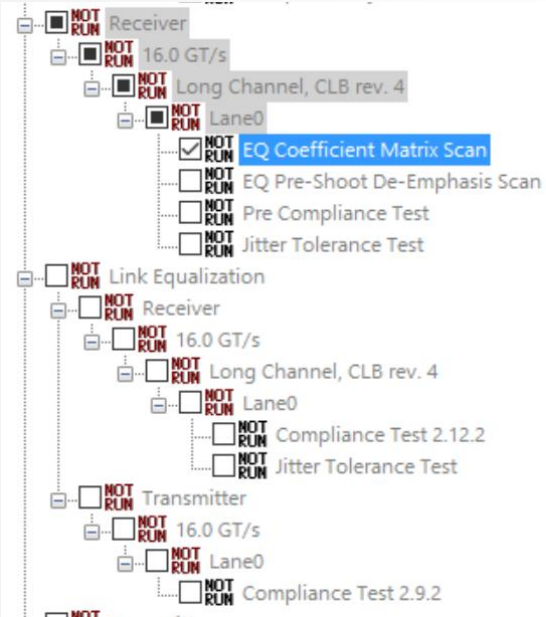 NOT RUN Receiver
NOT RUN 16.0 GT/s
NOT RUN Long Channel, CLB rev. 4
NOT RUN Lane0
NOT RUN EQ Coefficient Matrix Scan
NOT RUN EQ Pre-Shoot De-Emphasis Scan
NOT RUN Pre Compliance Test
NOT RUN Jitter Tolerance Test
NOT RUN Link Equalization
NOT RUN Receiver
NOT RUN 16.0 GT/s
NOT RUN Long Channel, CLB rev. 4
NOT RUN Lane0
NOT RUN Compliance Test 2.12.2
NOT RUN Jitter Tolerance Test
NOT RUN Transmitter
NOT RUN 16.0 GT/s
NOT RUN Lane0
NOT RUN Compliance Test 2.9.2
NOT